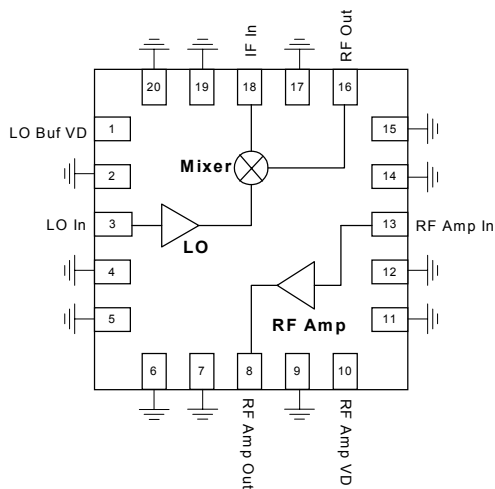 IF In
RF Out
20
19
18
17
16
LO Buf VD
1
15
2
Mixer
14
LO In
3
LO
13
RF Amp In
4
12
5
RF Amp
11
6
7
8
9
10
RF Amp Out
RF Amp VD